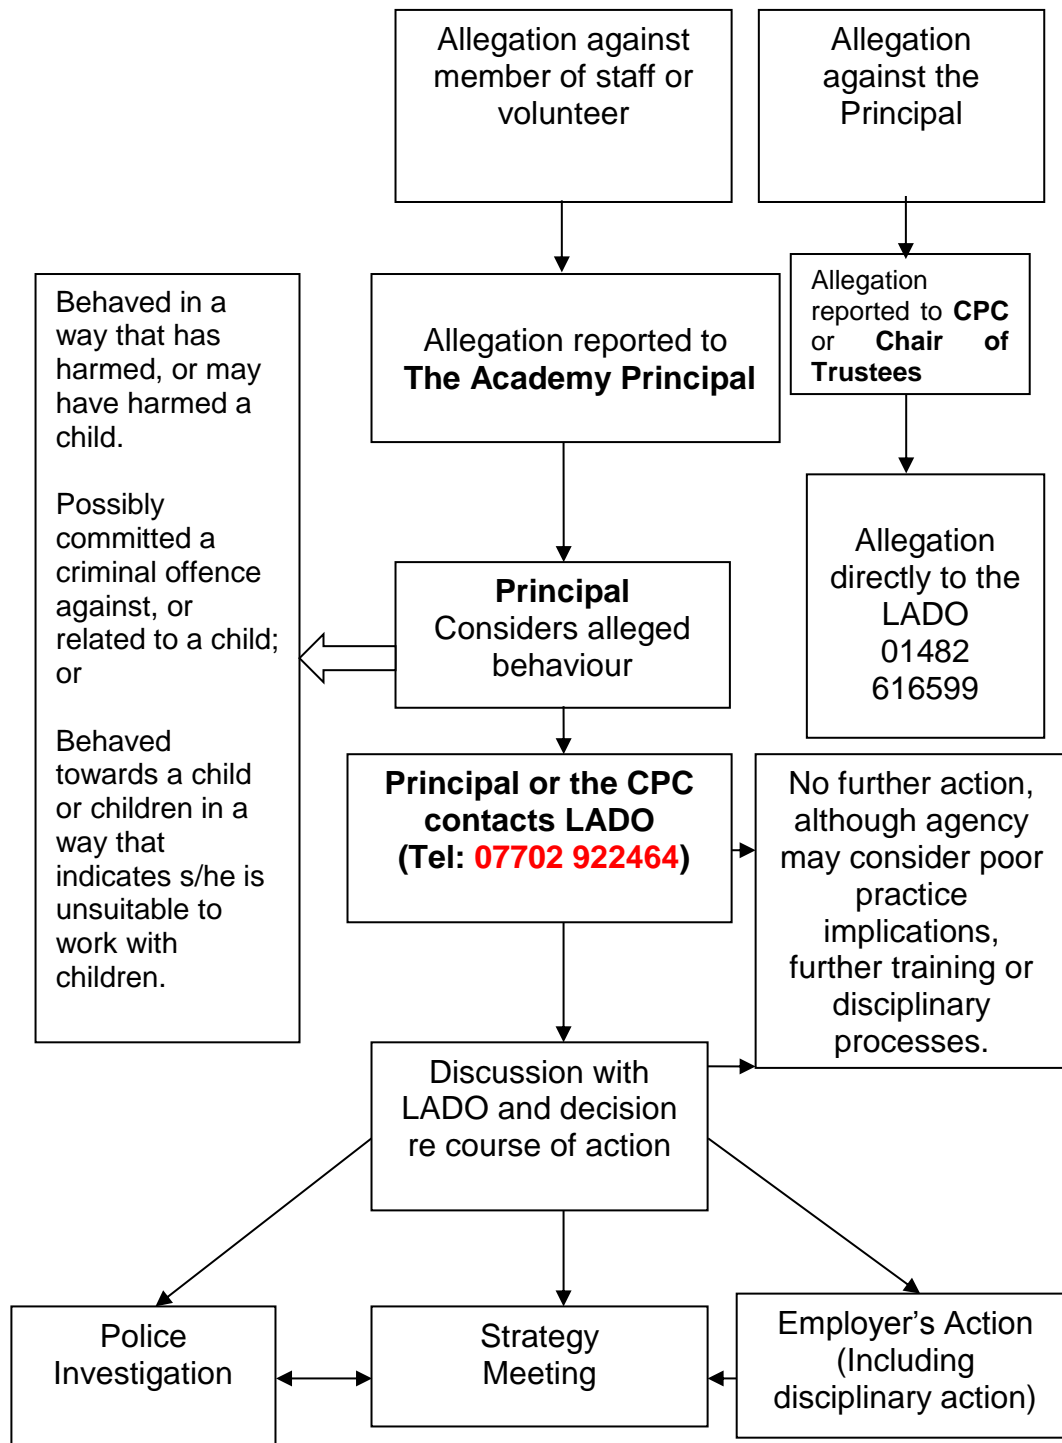 Allegation against
member of staff or
volunteer
Allegation
against the
Principal
Allegation reported to
The Academy Principal
Allegation
reported to CPC
or Chair of
Trustees
Behaved in a
way that has
harmed, or may
have harmed a
child.
Possibly
committed a
criminal offence
against, or
related to a child;
or
Behaved
towards a child
or children in a
way that
indicates s/he is
unsuitable to
work with
children.
Principal
Considers alleged
behaviour
Allegation
directly to the
LADO
01482
616599
Principal or the CPC
contacts LADO
(Tel: 07702 922464)
No further action,
although agency
may consider poor
practice
implications,
further training or
disciplinary
processes.
Discussion with
LADO and decision
re course of action
Police
Investigation
Strategy
Meeting
Employer’s Action
(Including
disciplinary action)